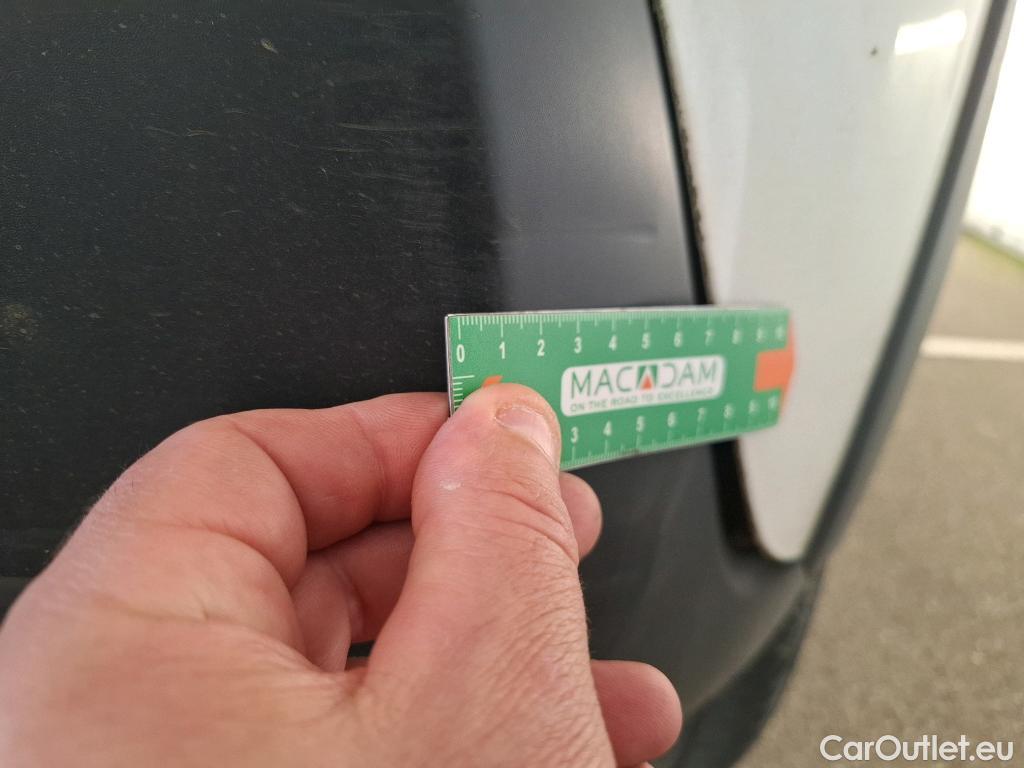 0 1 2 3 4 5 6 7 8 9 10
MACADAM
ON THE ROAD TO EXCELLENCE
3 4 5 6 7 8 9 10
CarOutlet.eu